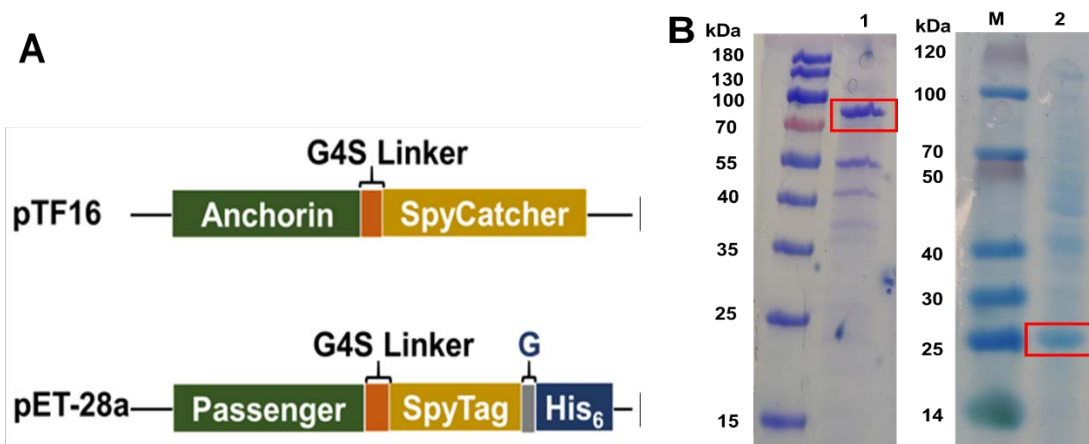 A
G4S Linker
pTF16
Anchorin
SpyCatcher
G4S Linker
G
pET-28a
Passenger
SpyTag
His₆
B
kDa
1
180
130
100
70
55
40
35
25
15
kDa
M
2
120
100
70
50
40
30
25
14